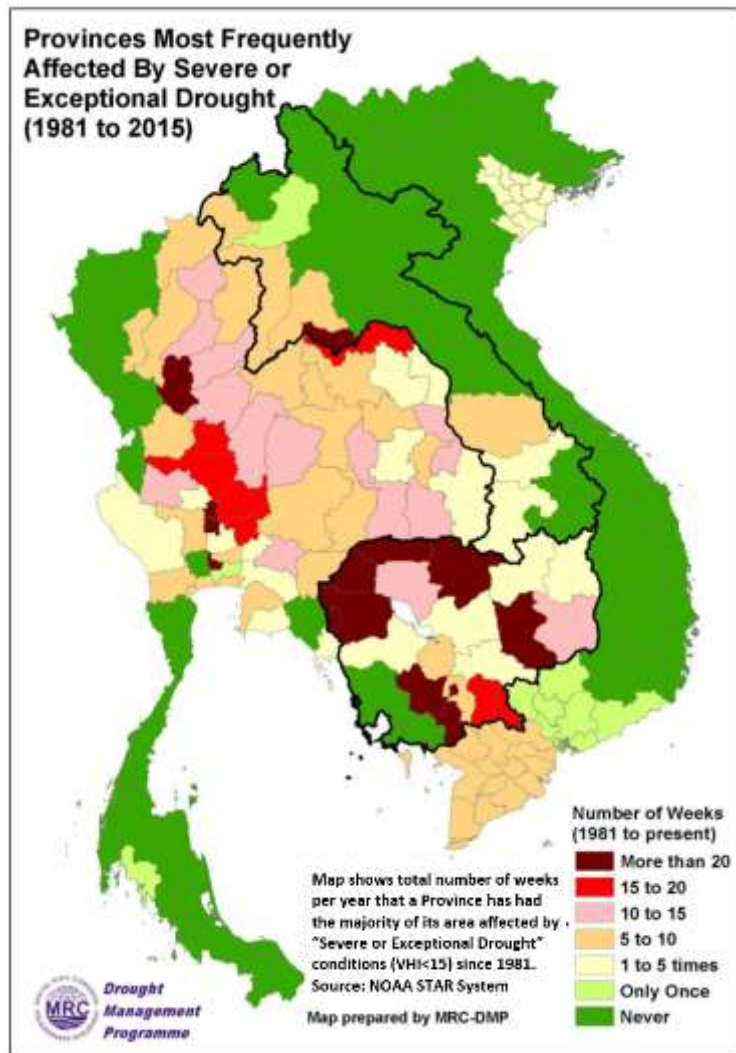 Provinces Most Frequently
Affected By Severe or
Exceptional Drought
(1981 to 2015)
Number of Weeks
(1981 to present)
More than 20
15 to 20
10 to 15
5 to 10
1 to 5 times
Only Once
Never
Map shows total number of weeks
per year that a Province has had
the majority of its area affected by
“Severe or Exceptional Drought”
conditions (VHI<15) since 1981.
Source: NOAA STAR System
Map prepared by MRC-DMP
MRC
Drought
Management
Programme